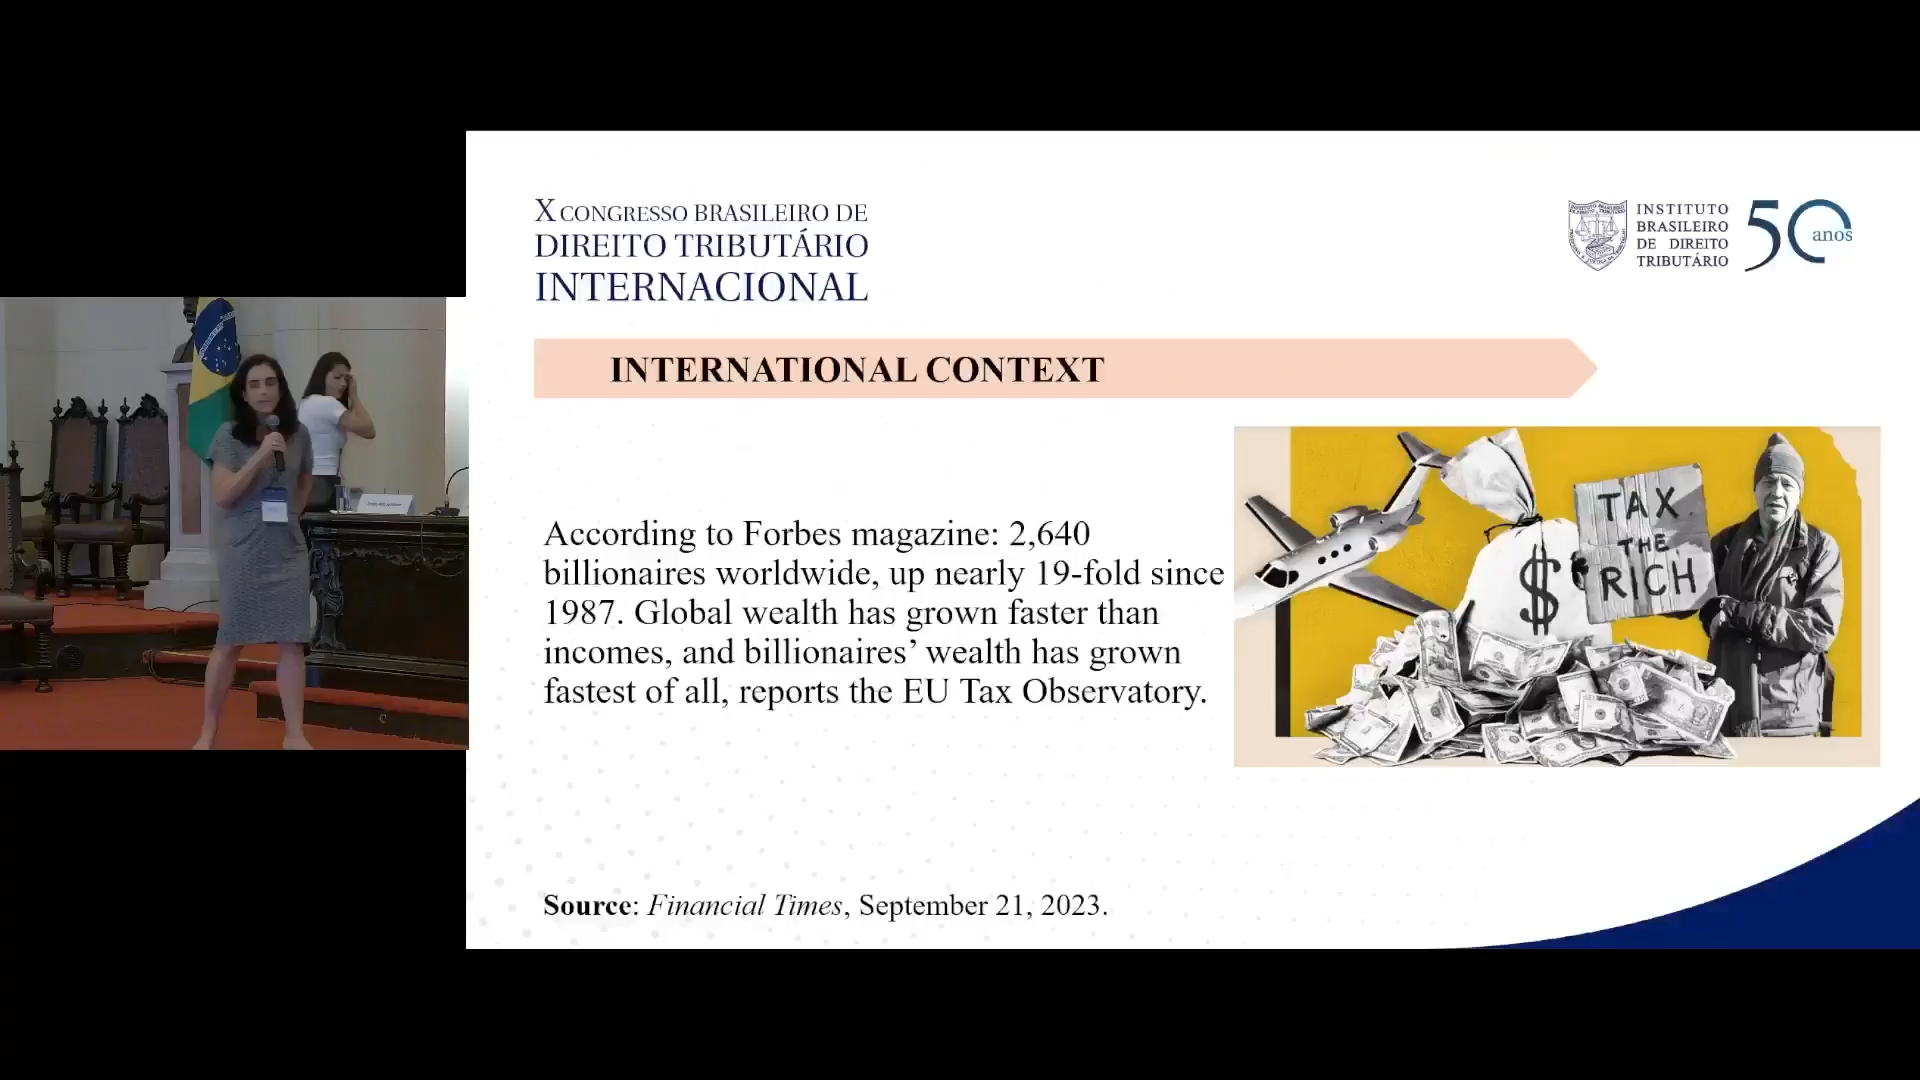 X CONGRESSO BRASILEIRO DE
DIREITO TRIBUTÁRIO
INTERNACIONAL
INSTITUTO
BRASILEIRO
DE DIREITO
TRIBUTÁRIO
50 anos
INTERNATIONAL CONTEXT
According to Forbes magazine: 2,640
billionaires worldwide, up nearly 19-fold since
1987. Global wealth has grown faster than
incomes, and billionaires’ wealth has grown
fastest of all, reports the EU Tax Observatory.
TAX
THE
RICH
$
Source: Financial Times, September 21, 2023.